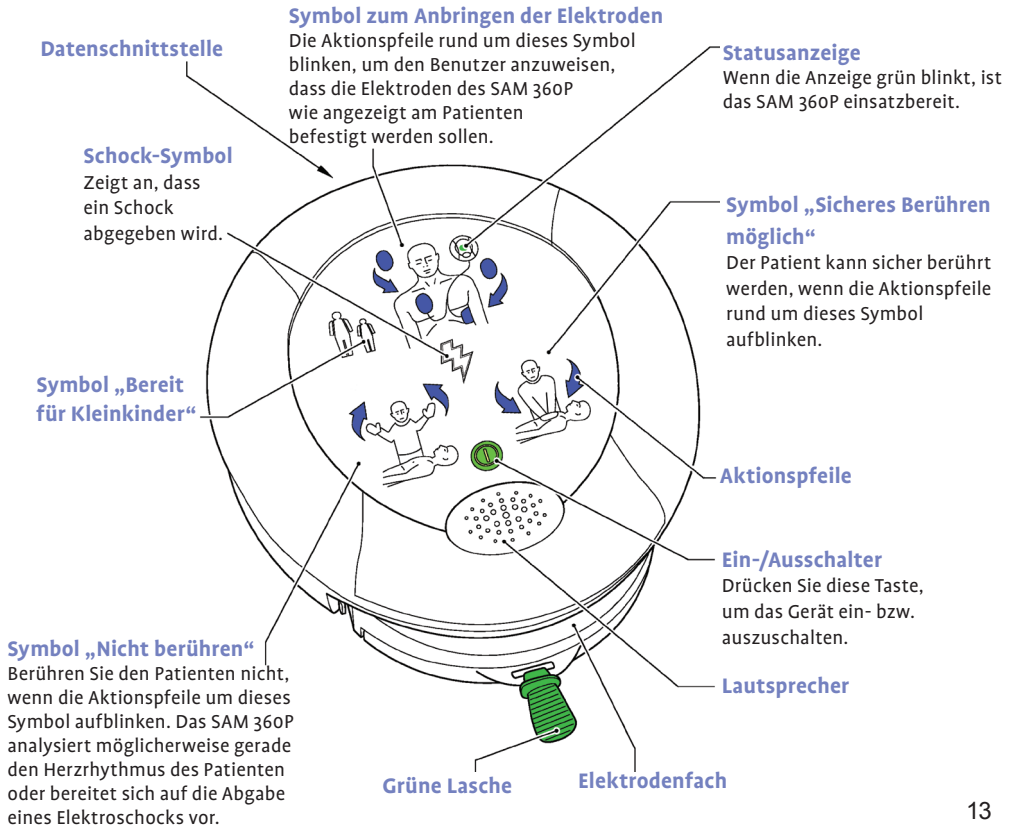 Symbol zum Anbringen der Elektroden
Die Aktionspfeile rund um dieses Symbol
blinken, um den Benutzer anzuweisen,
dass die Elektroden des SAM 360P
wie angezeigt am Patienten
befestigt werden sollen.
Datenschnittstelle
Statusanzeige
Wenn die Anzeige grün blinkt, ist
das SAM 360P einsatzbereit.
Schock-Symbol
Zeigt an, dass
ein Schock
abgegeben wird.
Symbol „Sicheres Berühren
möglich“
Der Patient kann sicher berührt
werden, wenn die Aktionspfeile
rund um dieses Symbol
aufblinken.
Symbol „Bereit
für Kleinkinder“
Aktionspfeile
Ein-/Ausschalter
Drücken Sie diese Taste,
um das Gerät ein- bzw.
auszuschalten.
Symbol „Nicht berühren“
Berühren Sie den Patienten nicht,
wenn die Aktionspfeile um dieses
Symbol aufblinken. Das SAM 360P
analysiert möglicherweise gerade
den Herzrhythmus des Patienten
oder bereitet sich auf die Abgabe
eines Elektroschocks vor.
Lautsprecher
Grüne Lasche
Elektrodenfach
13